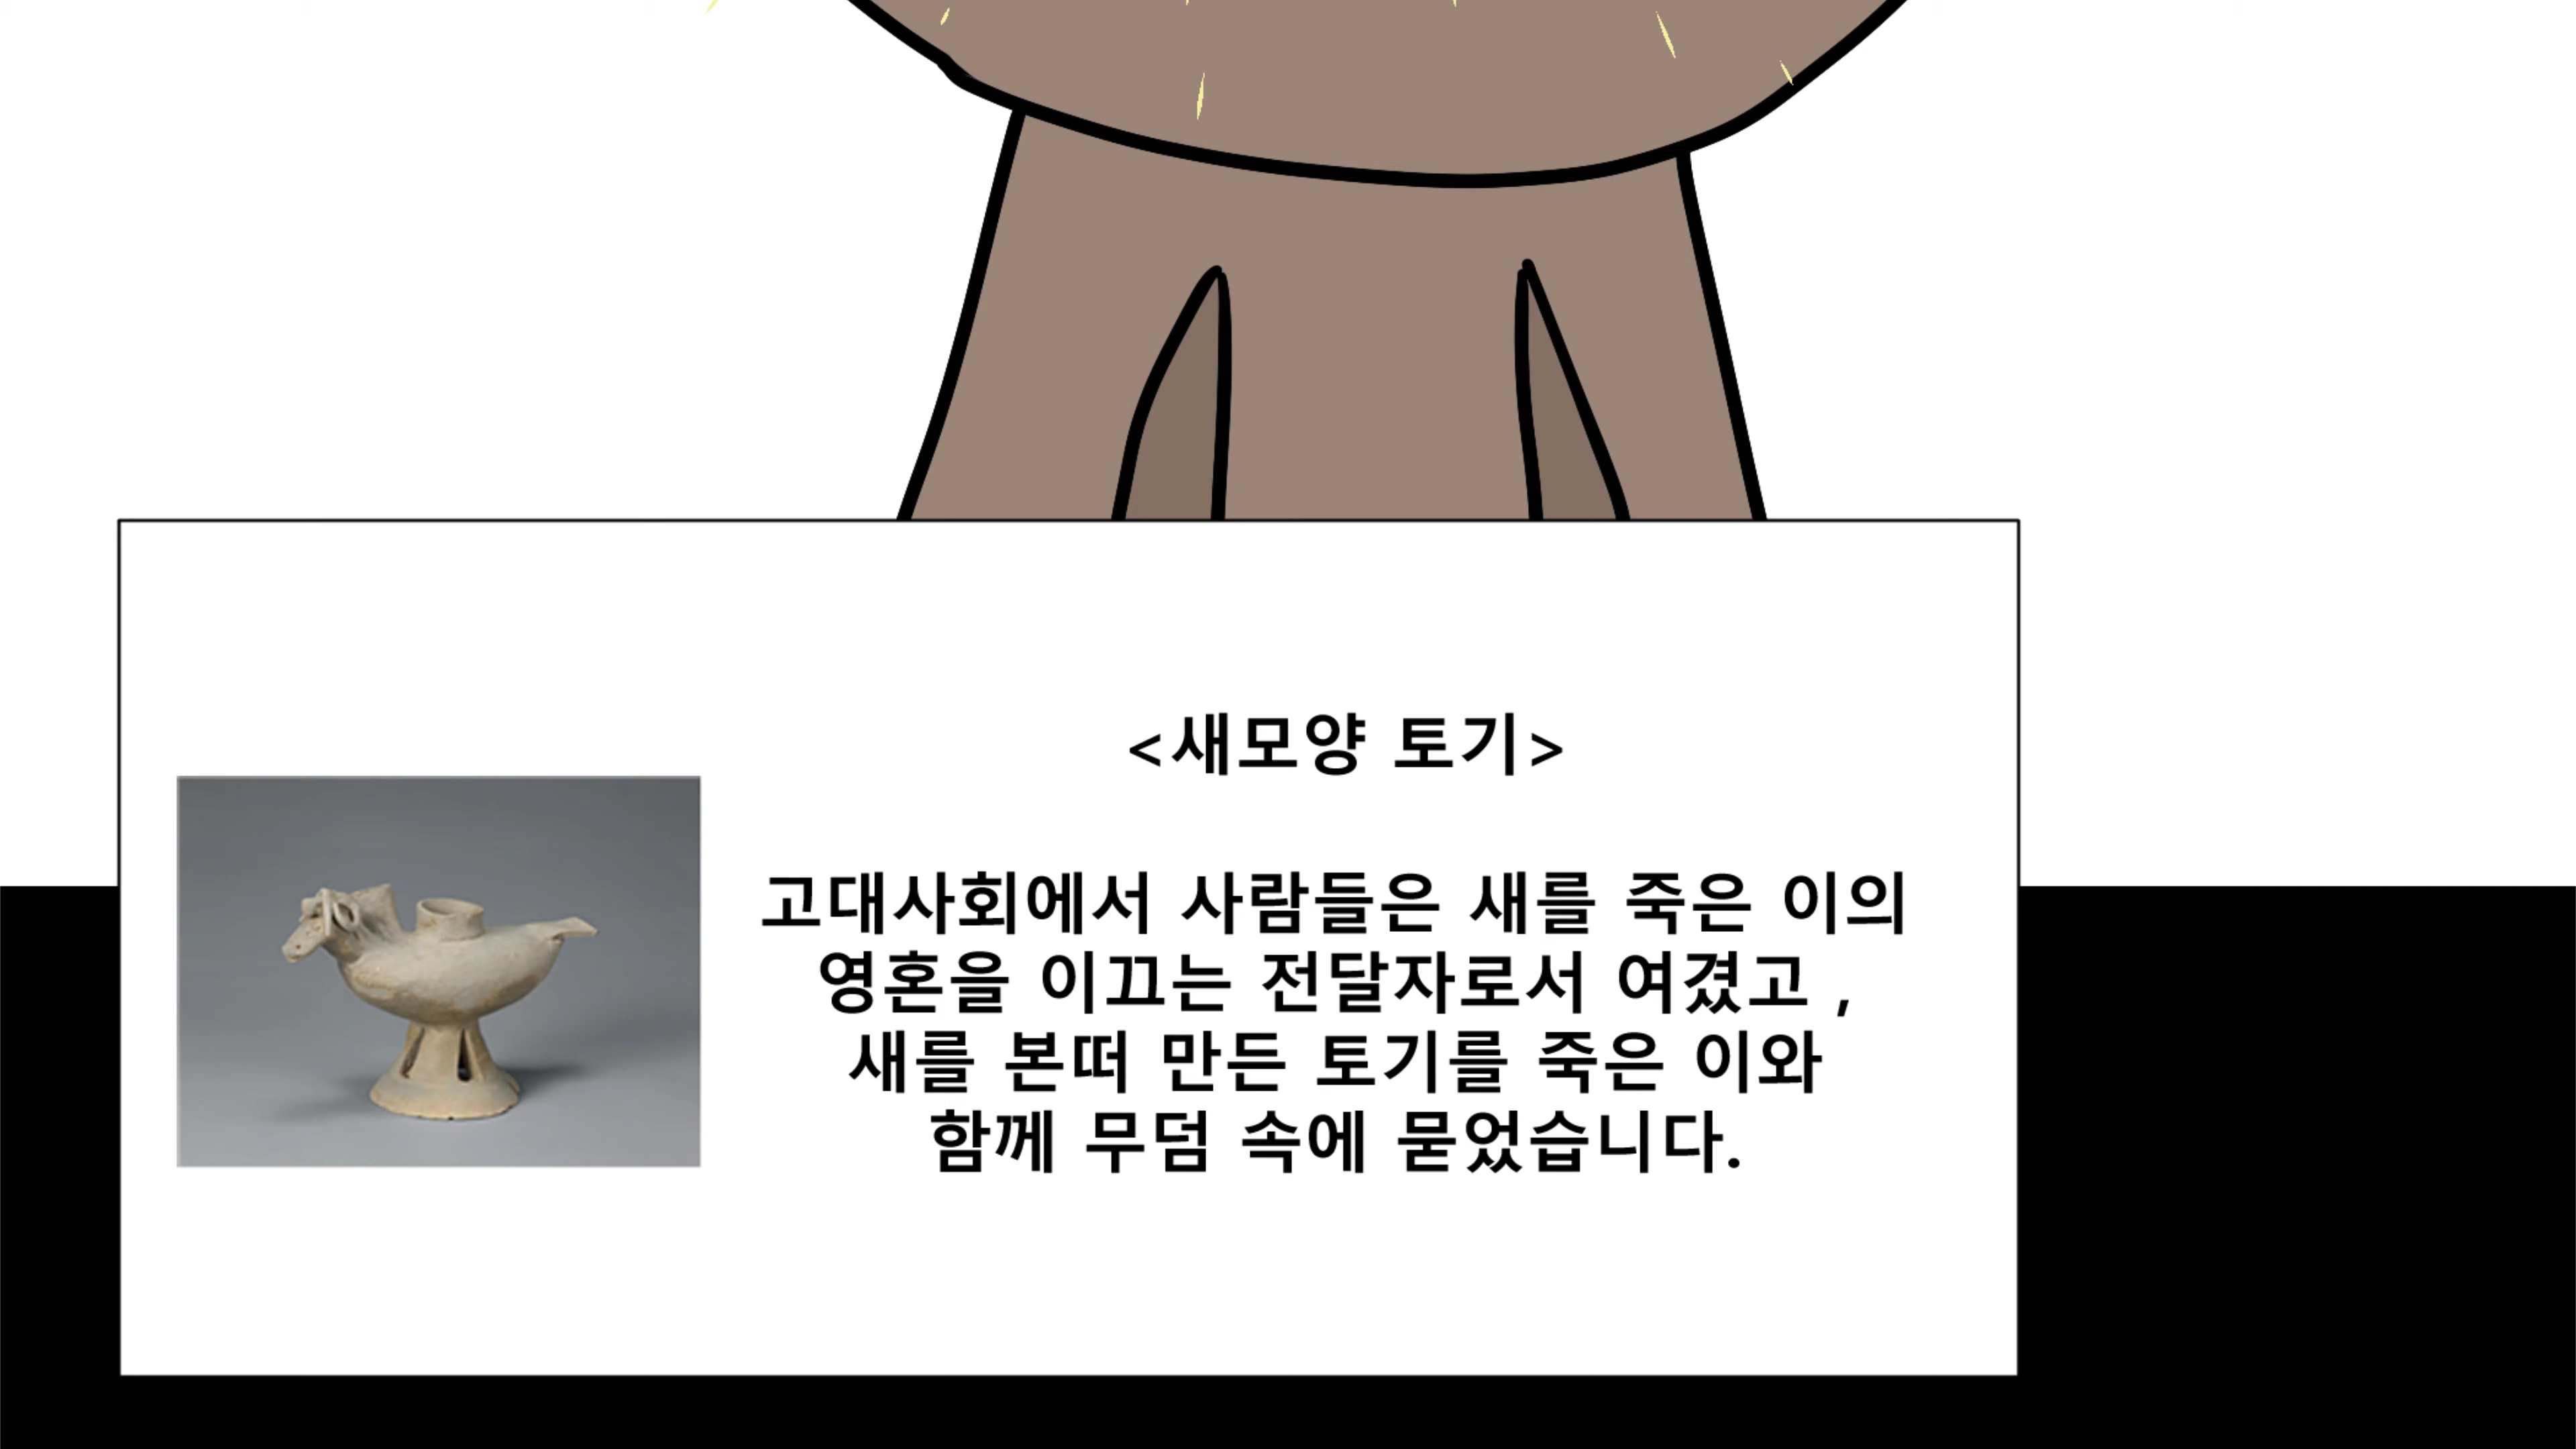 <새모양 토기>
고대사회에서 사람들은 새를 죽은 이의
영혼을 이끄는 전달자로서 여겼고 ,
새를 본떠 만든 토기를 죽은 이와
함께 무덤 속에 묻었습니다.